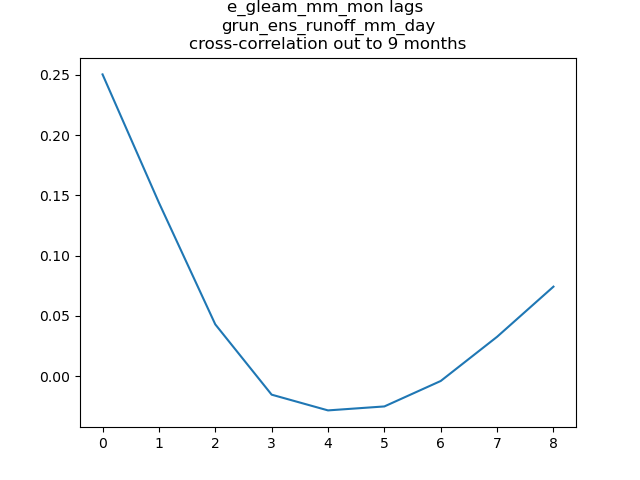 e_gleam_mm_mon lags
grun_ens_runoff_mm_day
cross-correlation out to 9 months
0.25
0.20
0.15
0.10
0.05
0.00
0 1 2 3 4 5 6 7 8